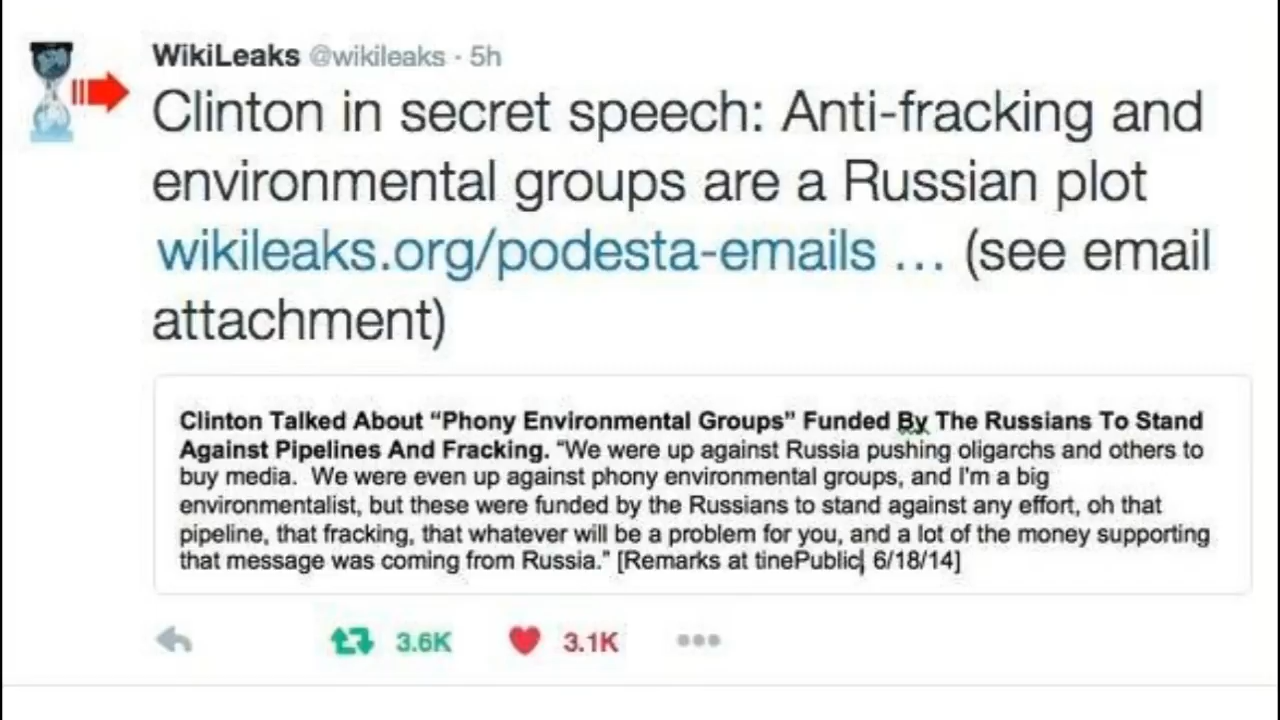 WikiLeaks @wikileaks · 5h
Clinton in secret speech: Anti-fracking and
environmental groups are a Russian plot
wikileaks.org/podesta-emails ... (see email
attachment)
Clinton Talked About “Phony Environmental Groups” Funded By The Russians To Stand
Against Pipelines And Fracking. “We were up against Russia pushing oligarchs and others to
buy media. We were even up against phony environmental groups, and I'm a big
environmentalist, but these were funded by the Russians to stand against any effort, oh that
pipeline, that fracking, that whatever will be a problem for you, and a lot of the money supporting
that message was coming from Russia.” [Remarks at tinePublic, 6/18/14]
3.6K 3.1K